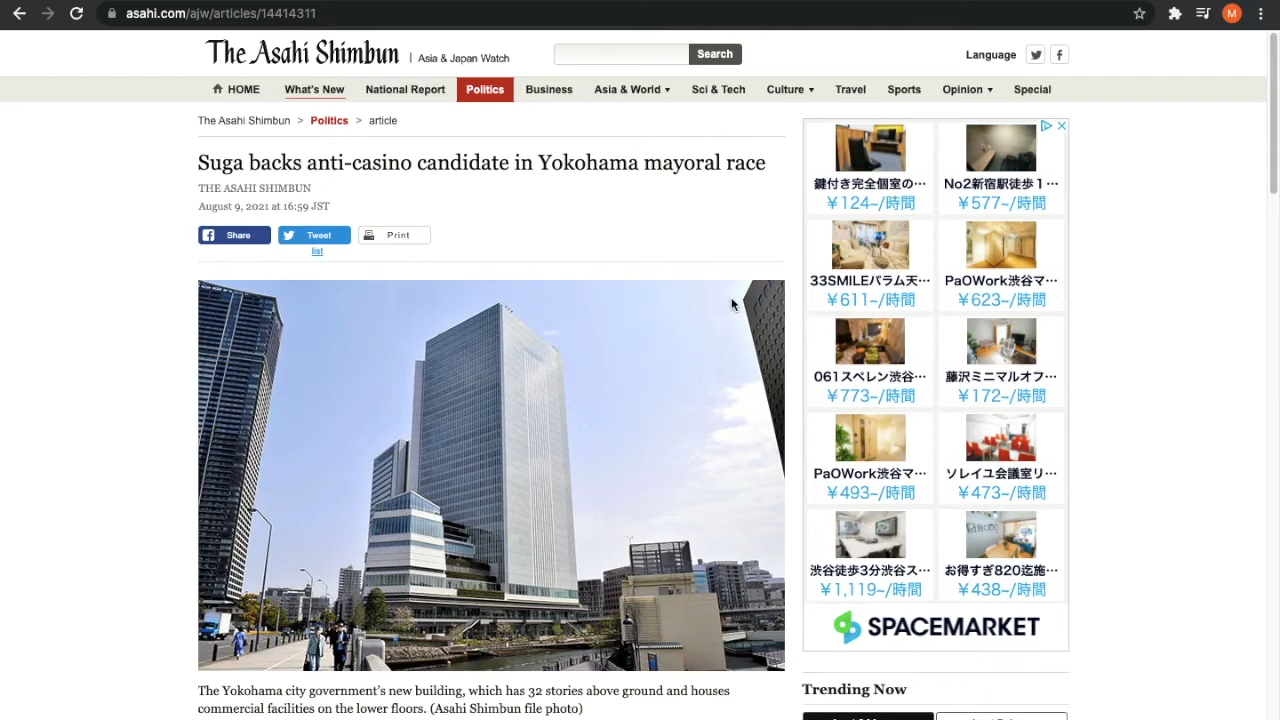 asahi.com/ajw/articles/14414311
M
The Asahi Shimbun | Asia & Japan Watch
Search
Language
HOME What's New National Report Politics Business Asia & World Sci & Tech Culture Travel Sports Opinion Special
The Asahi Shimbun > Politics > article
Suga backs anti-casino candidate in Yokohama mayoral race
THE ASAHI SHIMBUN
August 9, 2021 at 16:59 JST
Share Tweet Print
list
The Yokohama city government's new building, which has 32 stories above ground and houses
commercial facilities on the lower floors. (Asahi Shimbun file photo)
鍵付き完全個室の… No2新宿駅徒歩１…
￥124~/時間 ￥577~/時間
33SMILEパラム天… PaOWork渋谷マ…
￥611~/時間 ￥623~/時間
061スペレン渋谷… 藤沢ミニマルオフ…
￥773~/時間 ￥172~/時間
PaOWork渋谷マ… ソレイユ会議室リ…
￥493~/時間 ￥473~/時間
渋谷徒歩3分渋谷ス… お得すぎ820迄施…
￥1,119~/時間 ￥438~/時間
SPACEMARKET
Trending Now